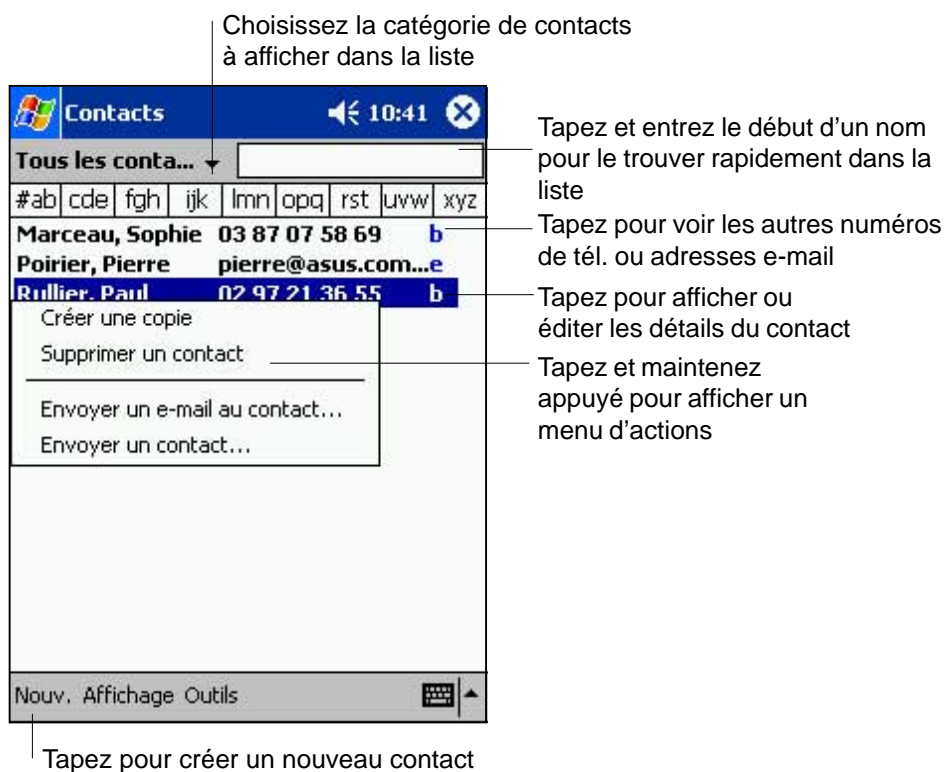 Choisissez la catégorie de contacts
à afficher dans la liste
Contacts 10:41
Tous les conta...
#ab cde fgh ijk lmn opq rst uvw xyz
Marceau, Sophie 03 87 07 58 69 b
Poirier, Pierre pierre@asus.com...e
Rullier, Paul 02 97 21 36 55 b
Créer une copie
Supprimer un contact
Envoyer un e-mail au contact...
Envoyer un contact...
Nouv. Affichage Outils
Tapez et entrez le début d'un nom
pour le trouver rapidement dans la
liste
Tapez pour voir les autres numéros
de tél. ou adresses e-mail
Tapez pour afficher ou
éditer les détails du contact
Tapez et maintenez
appuyé pour afficher un
menu d'actions
Tapez pour créer un nouveau contact